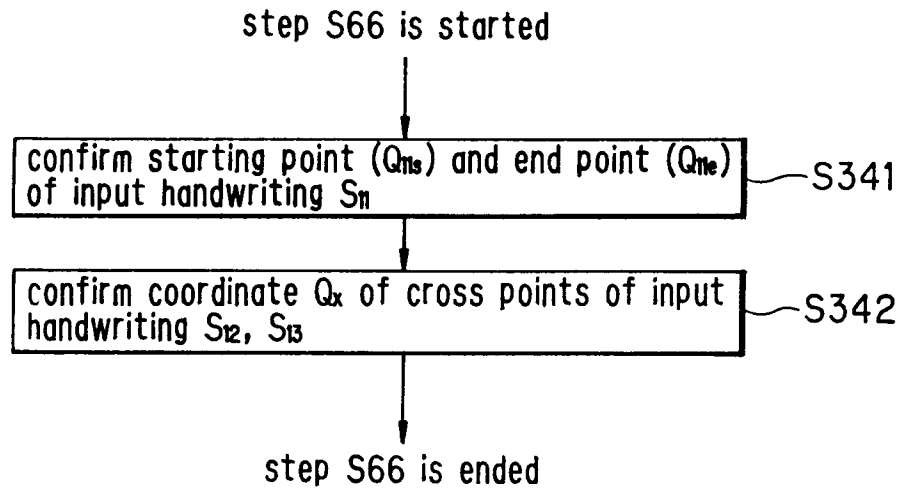 step S66 is started
confirm starting point (Q11s) and end point (Q11e)
of input handwriting S11
S341
confirm coordinate Qx of cross points of input
handwriting S12, S13
S342
step S66 is ended